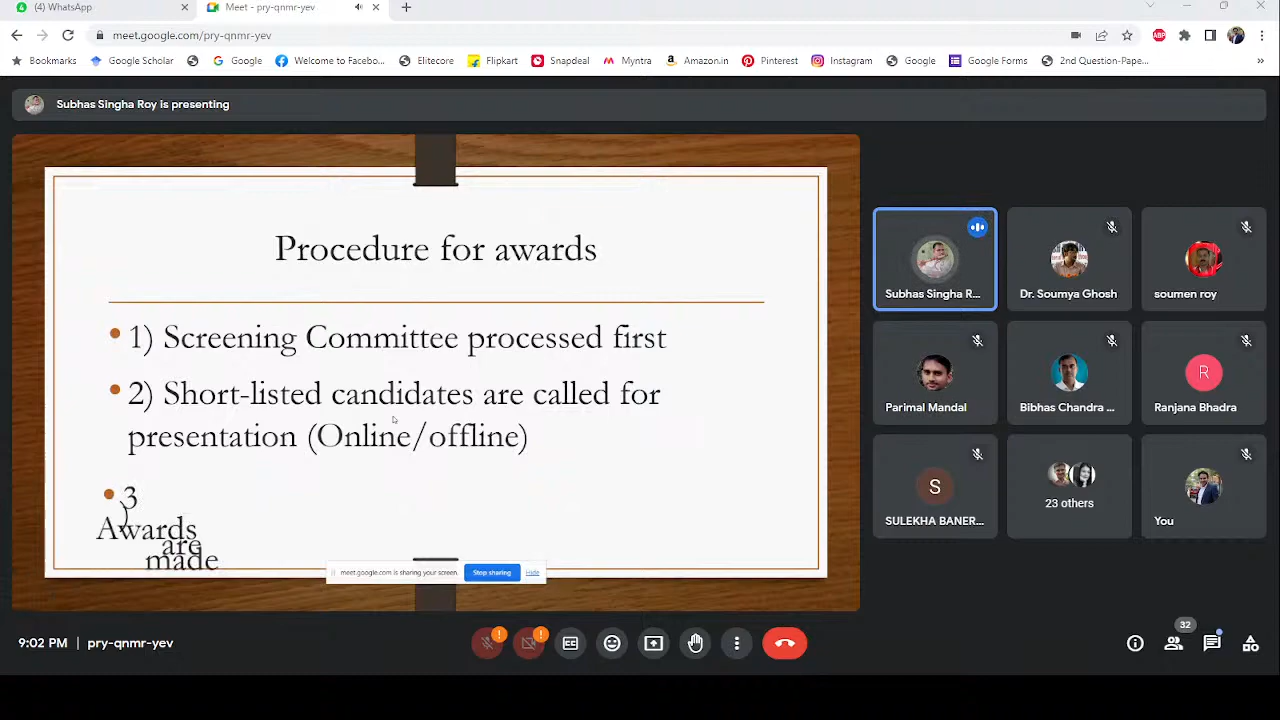 (4) WhatsApp
Meet - pry-qnmr-yev
meet.google.com/pry-qnmr-yev
ABP
Bookmarks
Google Scholar
Google
Welcome to Facebo...
Elitecore
Flipkart
Snapdeal
Myntra
Amazon.in
Pinterest
Instagram
Google
Google Forms
2nd Question-Pape...
»
Subhas Singha Roy is presenting
Procedure for awards
• 1) Screening Committee processed first
• 2) Short-listed candidates are called for
presentation (Online/offline)
• 3
)
Awards
are
made
meet.google.com is sharing your screen.
Stop sharing
Hide
Subhas Singha R...
Dr. Soumya Ghosh
soumen roy
Parimal Mandal
Bibhas Chandra ...
R
Ranjana Bhadra
S
SULEKHA BANER...
23 others
You
9:02 PM | pry-qnmr-yev
!
!
CC
32